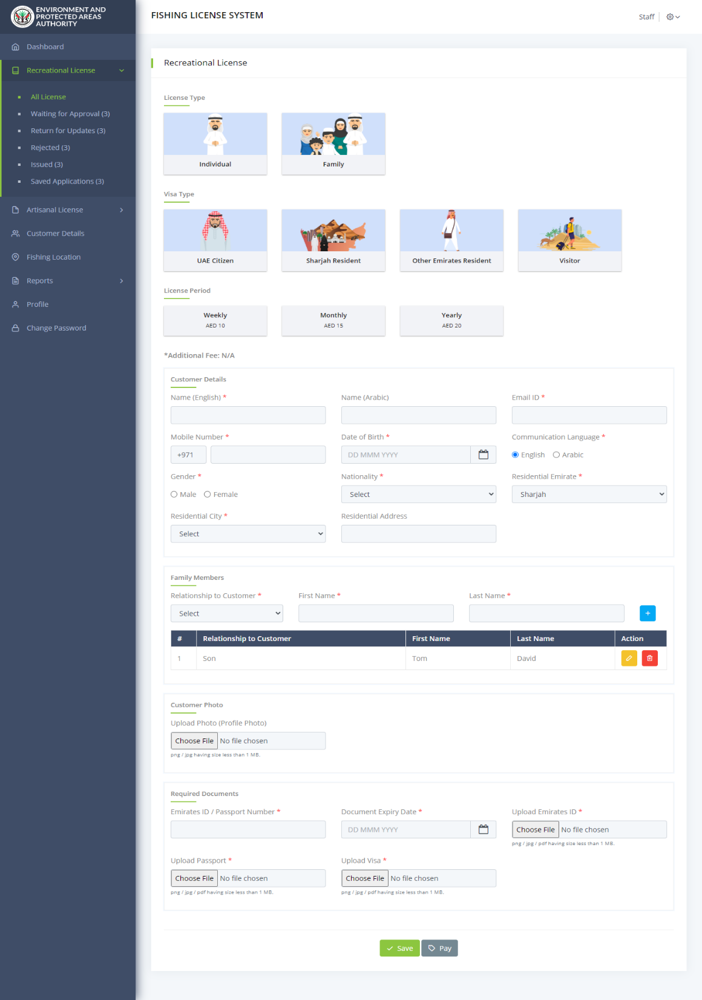 ENVIRONMENT AND
PROTECTED AREAS
AUTHORITY
FISHING LICENSE SYSTEM
Staff
Dashboard
Recreational License
All License
Waiting for Approval (3)
Return for Updates (3)
Rejected (3)
Issued (3)
Saved Applications (3)
Artisanal License
Customer Details
Fishing Location
Reports
Profile
Change Password
Recreational License
License Type
Individual
Family
Visa Type
UAE Citizen
Sharjah Resident
Other Emirates Resident
Visitor
License Period
Weekly
AED 10
Monthly
AED 15
Yearly
AED 20
*Additional Fee: N/A
Customer Details
Name (English) *
Name (Arabic)
Email ID *
Mobile Number *
+971
Date of Birth *
DD MMM YYYY
Communication Language *
English
Arabic
Gender *
Male
Female
Nationality *
Select
Residential Emirate *
Sharjah
Residential City *
Select
Residential Address
Family Members
Relationship to Customer *
Select
First Name *
Last Name *
+
# Relationship to Customer First Name Last Name Action
1 Son Tom David
Customer Photo
Upload Photo (Profile Photo)
Choose File No file chosen
png / jpg having size less than 1 MB.
Required Documents
Emirates ID / Passport Number *
Document Expiry Date *
DD MMM YYYY
Upload Emirates ID *
Choose File No file chosen
png / jpg / pdf having size less than 1 MB.
Upload Passport *
Choose File No file chosen
png / jpg / pdf having size less than 1 MB.
Upload Visa *
Choose File No file chosen
png / jpg / pdf having size less than 1 MB.
Save
Pay